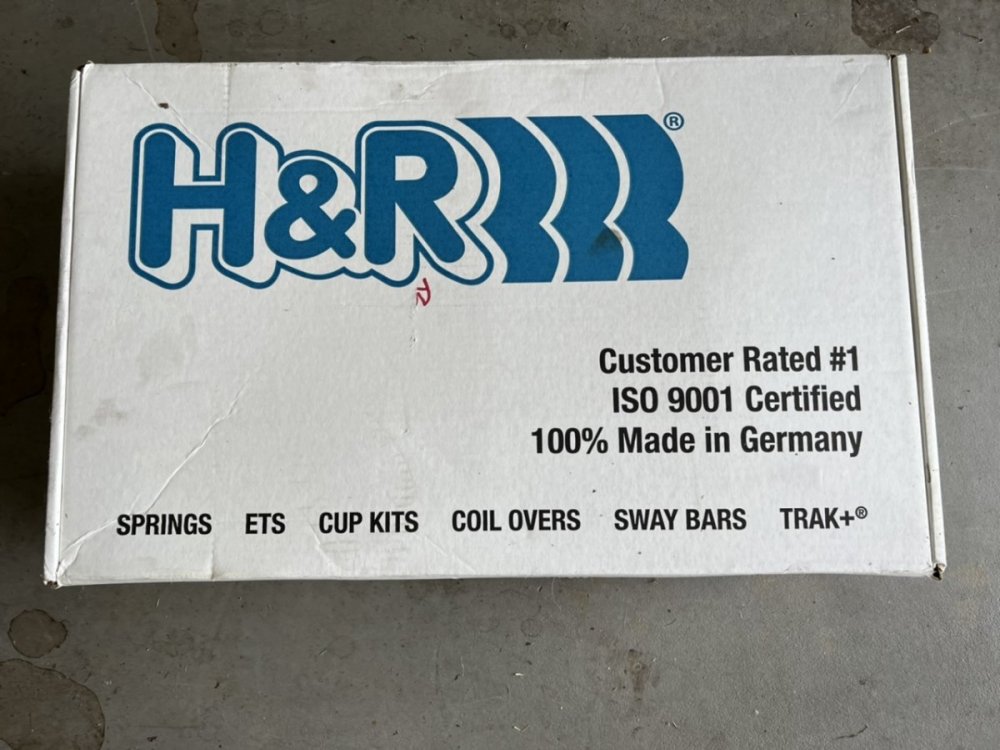 H&R®
Customer Rated #1
ISO 9001 Certified
100% Made in Germany
SPRINGS ETS CUP KITS COIL OVERS SWAY BARS TRAK+®